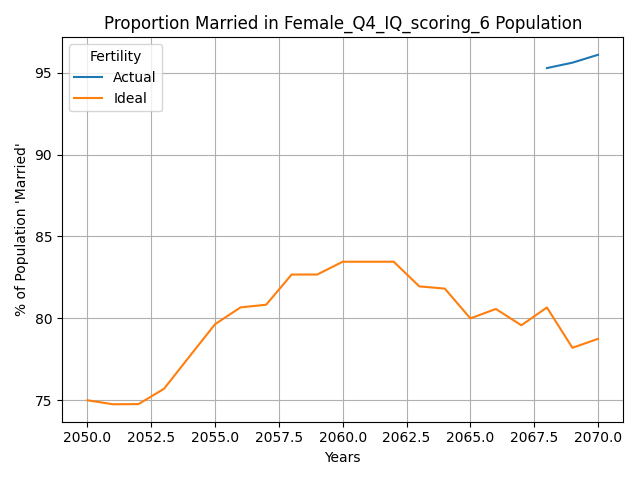 Proportion Married in Female_Q4_IQ_scoring_6 Population
Fertility
Actual
Ideal
% of Population 'Married'
95
90
85
80
75
2050.0 2052.5 2055.0 2057.5 2060.0 2062.5 2065.0 2067.5 2070.0
Years